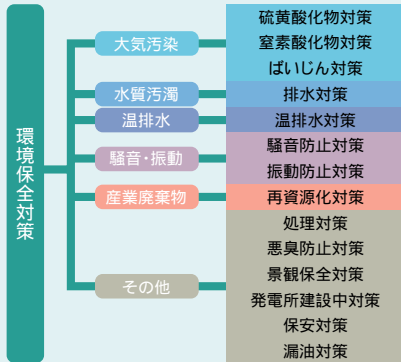 環境保全対策
大気汚染
硫黄酸化物対策
窒素酸化物対策
ばいじん対策
水質汚濁
排水対策
温排水
温排水対策
騒音・振動
騒音防止対策
振動防止対策
産業廃棄物
再資源化対策
その他
処理対策
悪臭防止対策
景観保全対策
発電所建設中対策
保安対策
漏油対策